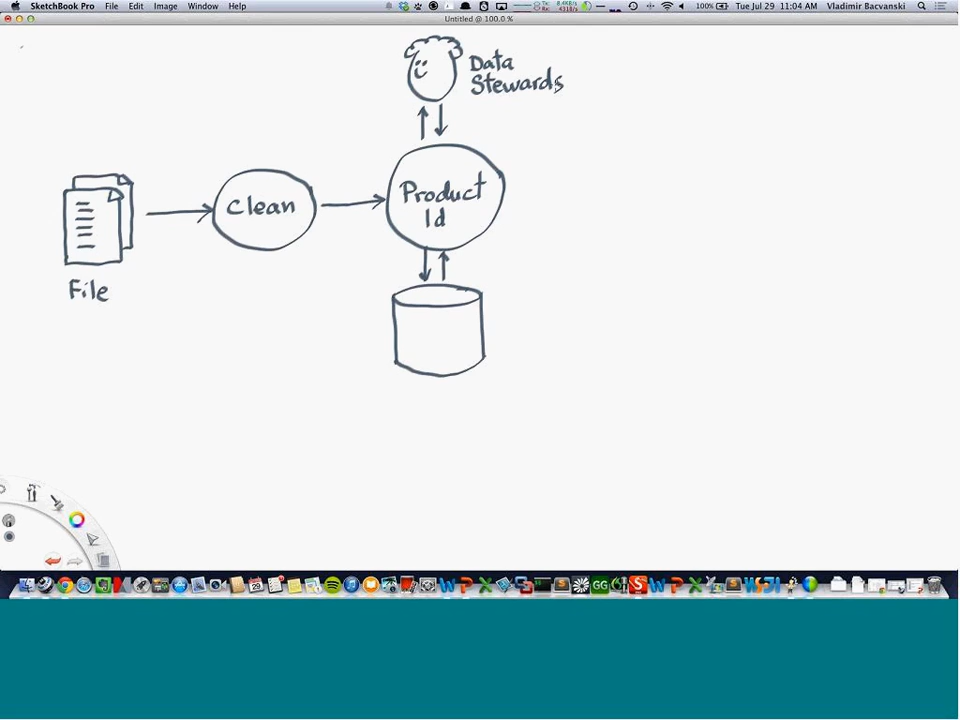 SketchBook Pro File Edit Image Window Help
100% Tue Jul 29 11:04 AM Vladimir Bacvanski
Untitled @ 100.0 %
Data
Stewards
Product
Id
Clean
File